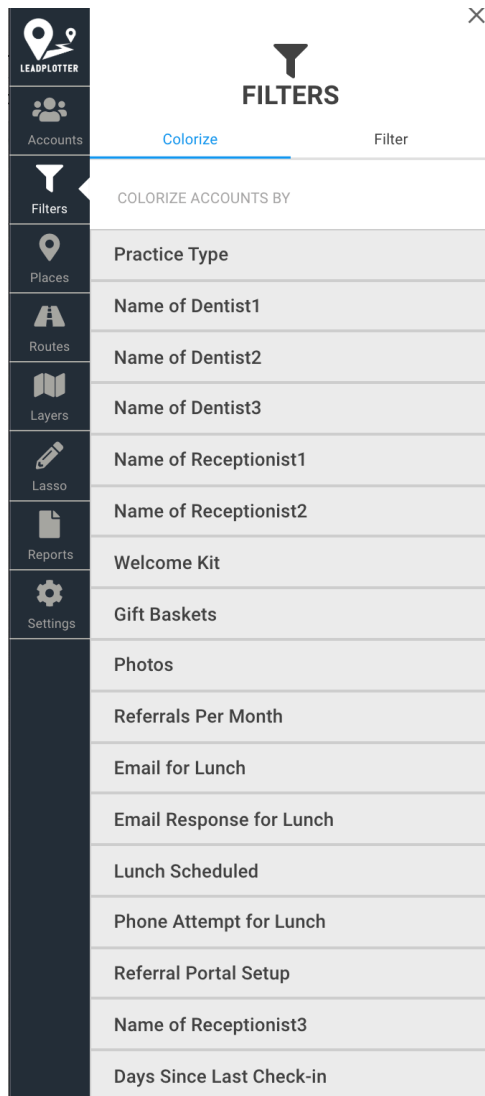 LEADPLOTTER
Accounts
Filters
Places
Routes
Layers
Lasso
Reports
Settings
FILTERS
Colorize
Filter
COLORIZE ACCOUNTS BY
Practice Type
Name of Dentist1
Name of Dentist2
Name of Dentist3
Name of Receptionist1
Name of Receptionist2
Welcome Kit
Gift Baskets
Photos
Referrals Per Month
Email for Lunch
Email Response for Lunch
Lunch Scheduled
Phone Attempt for Lunch
Referral Portal Setup
Name of Receptionist3
Days Since Last Check-in